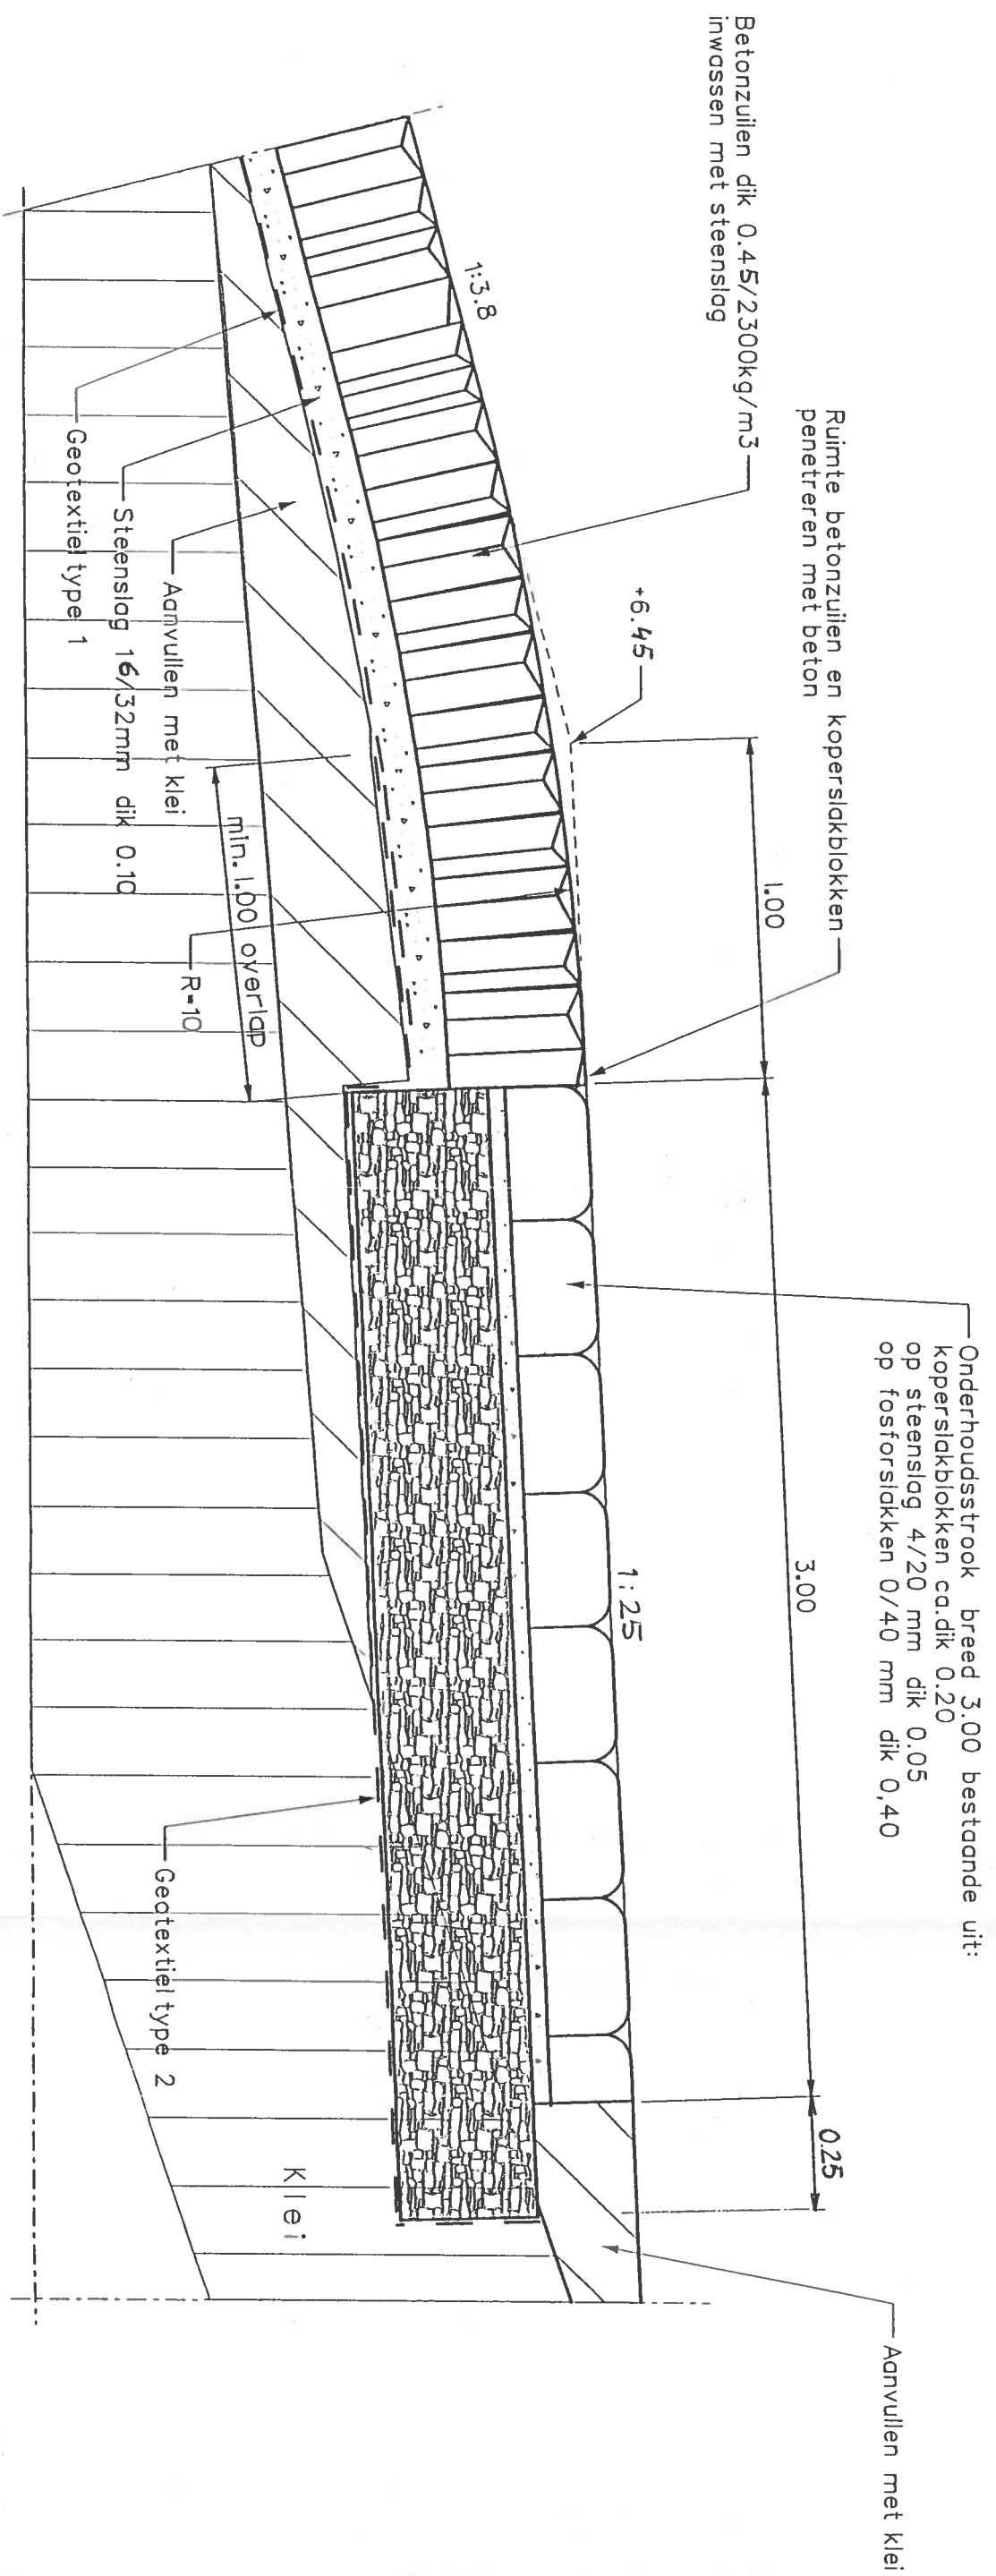 Onderhoudsstrook breed 3.00 bestaande uit:
koperslakblokken ca.dik 0.20
op steenslag 4/20 mm dik 0.05
op fosforslakken 0/40 mm dik 0,40
Aanvullen met klei
Ruimte betonzuilen en koperslakblokken
penetreren met beton
Betonzuilen dik 0.45/2300kg/m3
inwassen met steenslag
1.00
3.00
0.25
+6.45
1:3.8
1:25
min.1.00 overlap
R=10
Aanvullen met klei
Steenslag 16/32mm dik 0.10
Geotextiel type 1
Geotextiel type 2
Klei